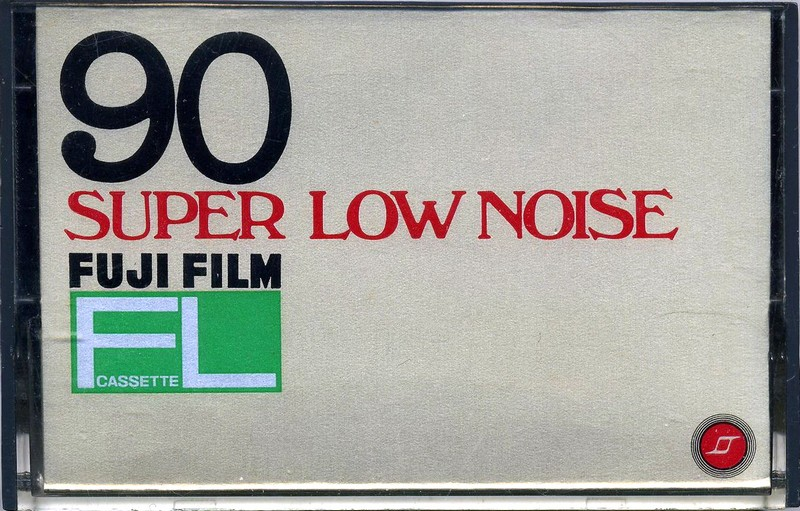 90
SUPER LOW NOISE
FUJI FILM
FL
CASSETTE